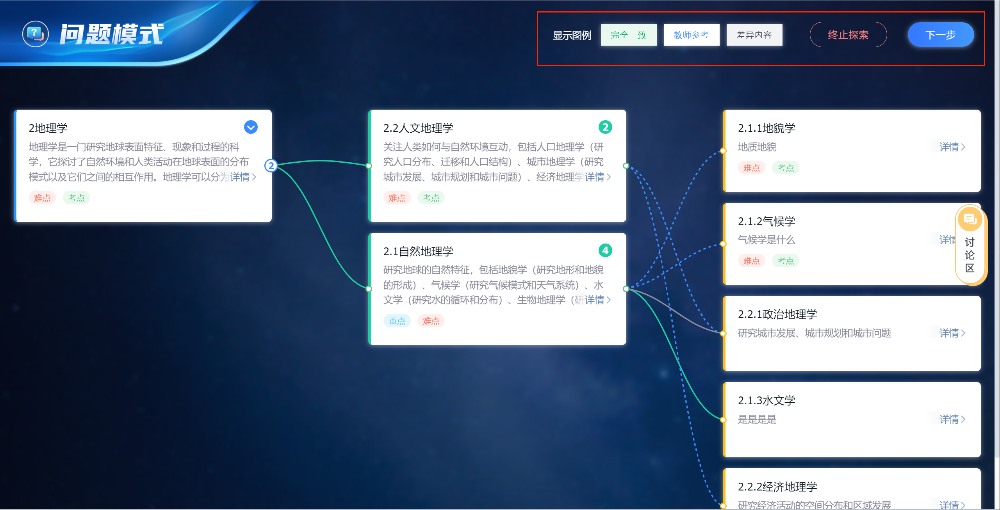 问题模式
显示图例
完全一致
教师参考
差异内容
终止探索
下一步
2地理学
地理学是一门研究地球表面特征、现象和过程的科
学，它探讨了自然环境和人类活动在地球表面的分布
模式以及它们之间的相互作用。地理学可以分为详情
难点 考点
2
2.2人文地理学
2
关注人类如何与自然环境互动，包括人口地理学（研
究人口分布、迁移和人口结构）、城市地理学（研究
城市发展、城市规划和城市问题）、经济地理学详情
难点 考点
2.1自然地理学
4
研究地球的自然特征，包括地貌学（研究地形和地貌
的形成）、气候学（研究气候模式和天气系统）、水
文学（研究水的循环和分布）、生物地理学（研详情
重点 难点
2.1.1地貌学
地质地貌 详情
难点 考点
2.1.2气候学
气候学是什么 详情
难点 考点
2.2.1政治地理学
研究城市发展、城市规划和城市问题 详情
2.1.3水文学
是是是是 详情
2.2.2经济地理学
研究经济活动的空间分布和区域发展 详情
讨
论
区